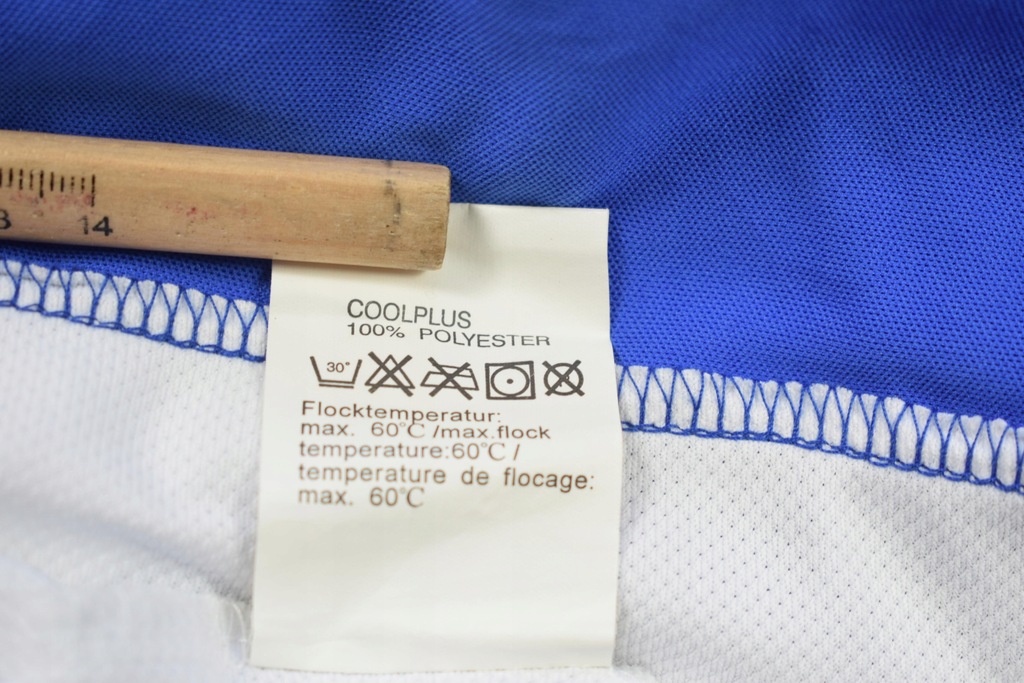 14
COOLPLUS
100% POLYESTER
30°
Flocktemperatur:
max. 60℃ /max.flock
temperature:60℃ /
temperature de flocage:
max. 60℃